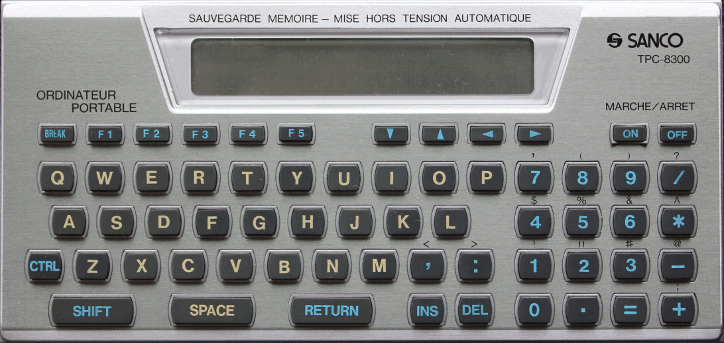 SAUVEGARDE MEMOIRE — MISE HORS TENSION AUTOMATIQUE
SANCO
TPC-8300
ORDINATEUR
PORTABLE
MARCHE/ARRET
BREAK F1 F2 F3 F4 F5 ▼ ▲ ◄ ► ON OFF
' ( ) ?
Q W E R T Y U I O P 7 8 9 /
$ % & ^
A S D F G H J K L 4 5 6 *
< > ! " # @
CTRL Z X C V B N M , : 1 2 3 −
;
SHIFT SPACE RETURN INS DEL 0 . = +